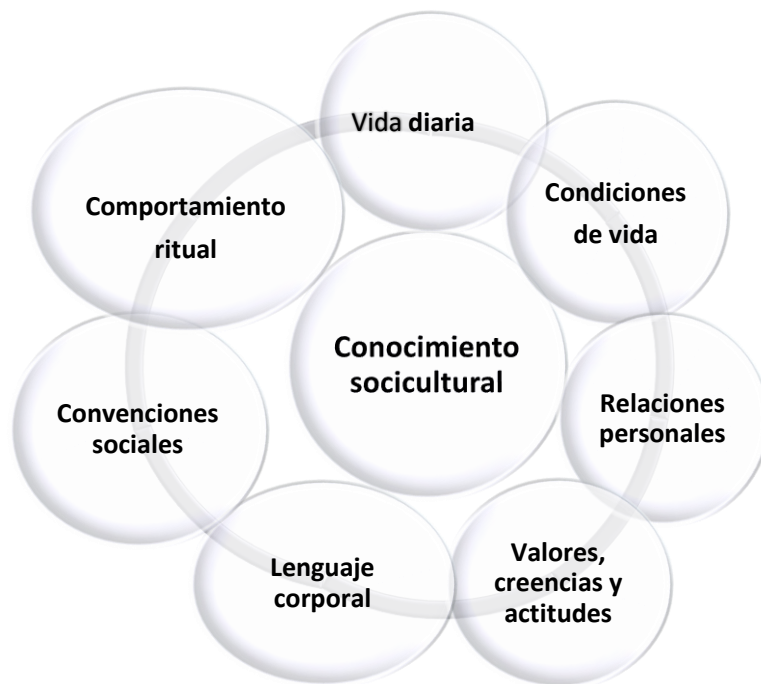 Vida diaria
Condiciones
de vida
Relaciones
personales
Valores,
creencias y
actitudes
Lenguaje
corporal
Convenciones
sociales
Comportamiento
ritual
Conocimiento
socicultural